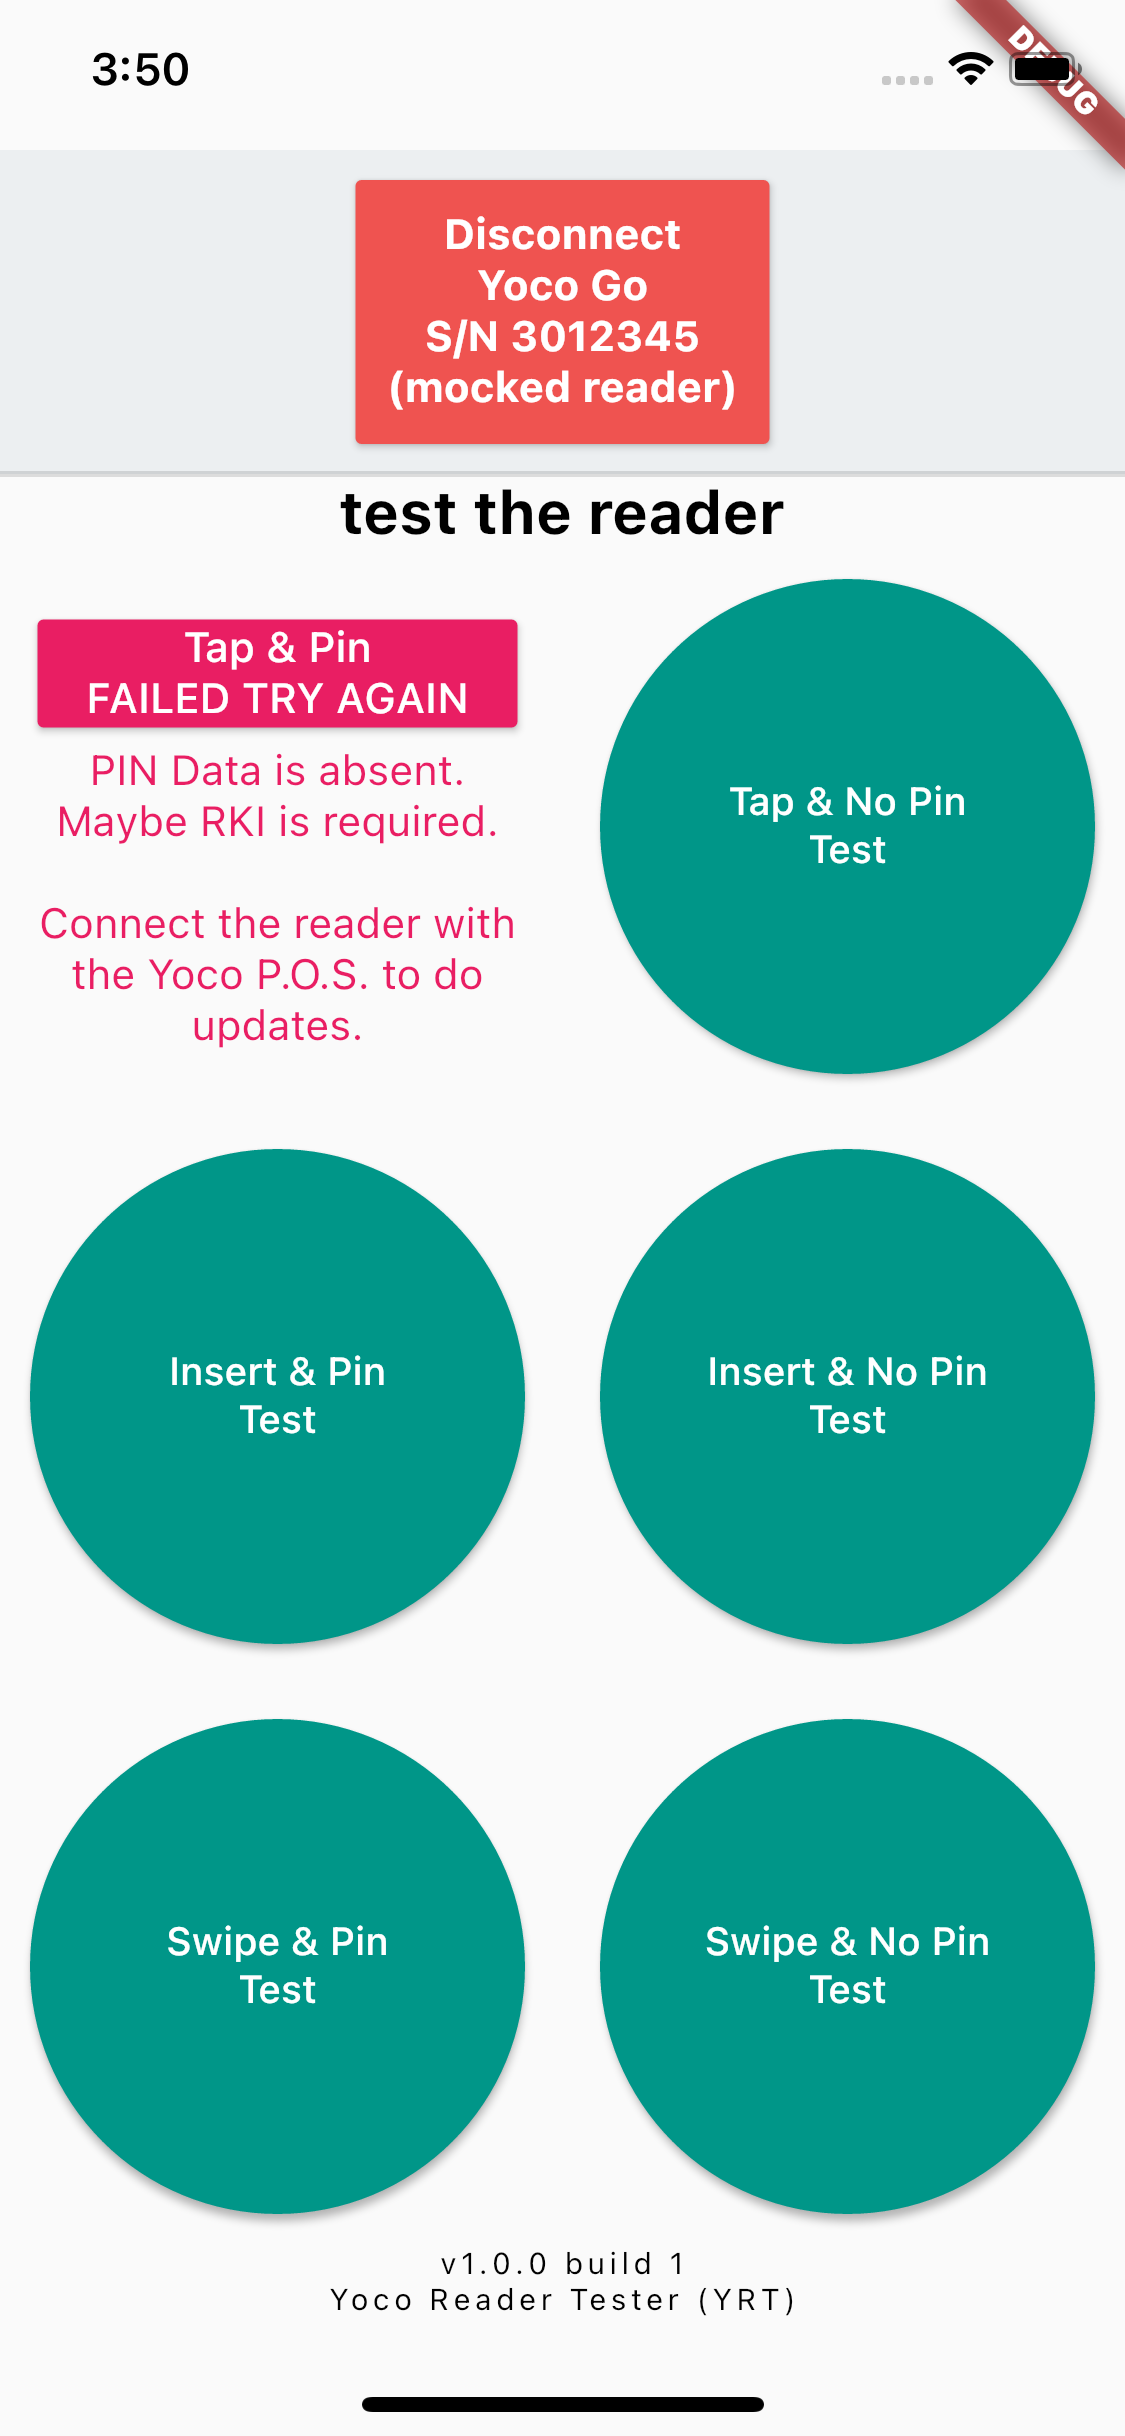 3:50
DEBUG
Disconnect
Yoco Go
S/N 3012345
(mocked reader)
test the reader
Tap & Pin
FAILED TRY AGAIN
PIN Data is absent.
Maybe RKI is required.
Connect the reader with
the Yoco P.O.S. to do
updates.
Tap & No Pin
Test
Insert & Pin
Test
Insert & No Pin
Test
Swipe & Pin
Test
Swipe & No Pin
Test
v1.0.0 build 1
Yoco Reader Tester (YRT)